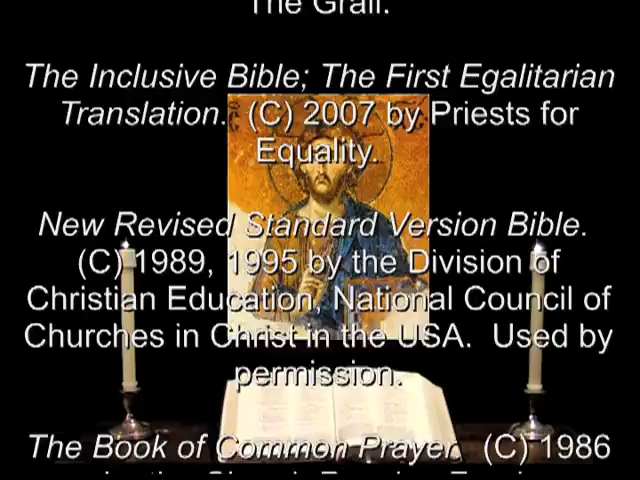 The Grail.
The Inclusive Bible; The First Egalitarian
Translation. (C) 2007 by Priests for
Equality.
New Revised Standard Version Bible.
(C) 1989, 1995 by the Division of
Christian Education, National Council of
Churches in Christ in the USA. Used by
permission.
The Book of Common Prayer. (C) 1986